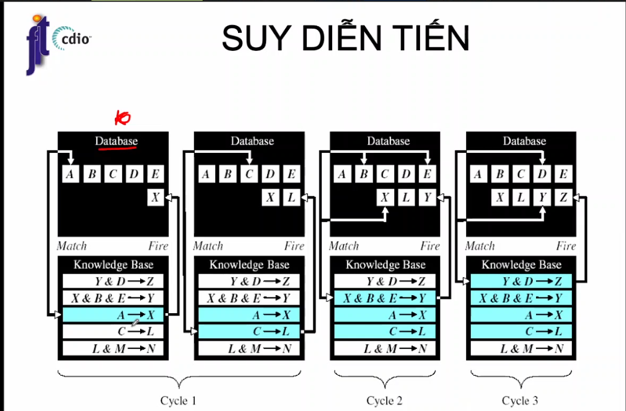 fit cdio
SUY DIỄN TIẾN
Database
A B C D E
X
Match Fire
Knowledge Base
Y & D → Z
X & B & E → Y
A → X
C → L
L & M → N
Database
A B C D E
X L
Match Fire
Knowledge Base
Y & D → Z
X & B & E → Y
A → X
C → L
L & M → N
Cycle 1
Database
A B C D E
X L Y
Match Fire
Knowledge Base
Y & D → Z
X & B & E → Y
A → X
C → L
L & M → N
Cycle 2
Database
A B C D E
X L Y Z
Match Fire
Knowledge Base
Y & D → Z
X & B & E → Y
A → X
C → L
L & M → N
Cycle 3